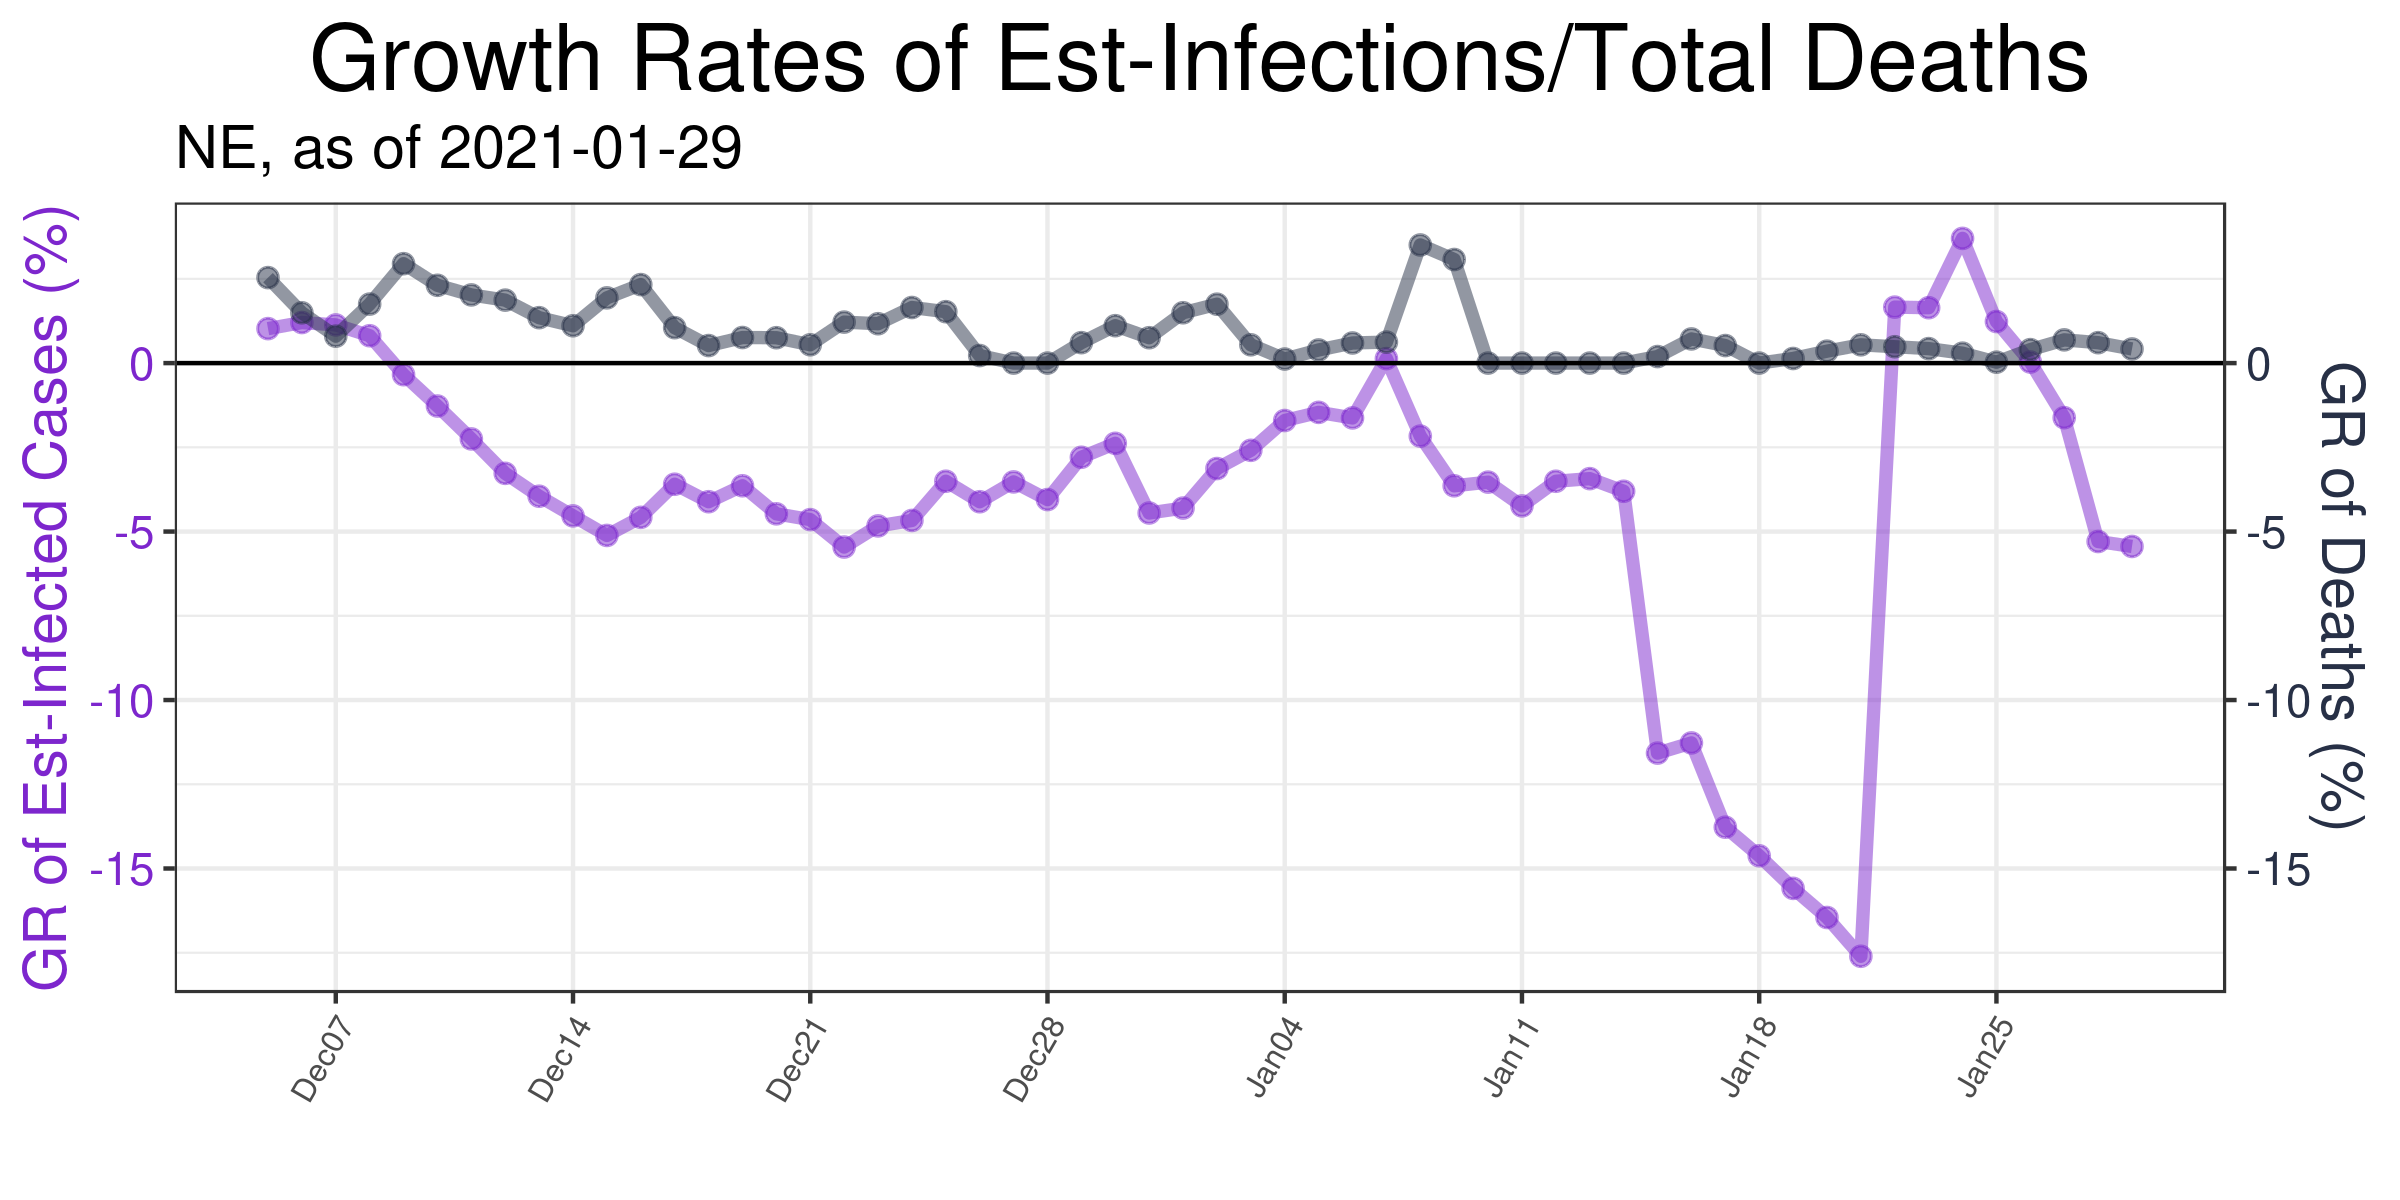 Growth Rates of Est-Infections/Total Deaths
NE, as of 2021-01-29
GR of Est-Infected Cases (%)
0
-5
-10
-15
0
-5
-10
-15
GR of Deaths (%)
Dec07
Dec14
Dec21
Dec28
Jan04
Jan11
Jan18
Jan25